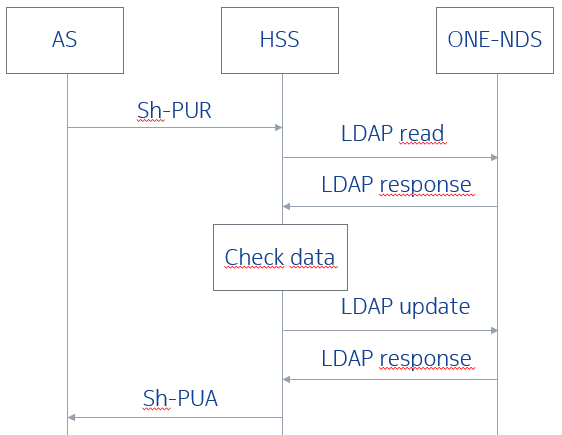 AS
HSS
ONE-NDS
Sh-PUR
LDAP read
LDAP response
Check data
LDAP update
LDAP response
Sh-PUA